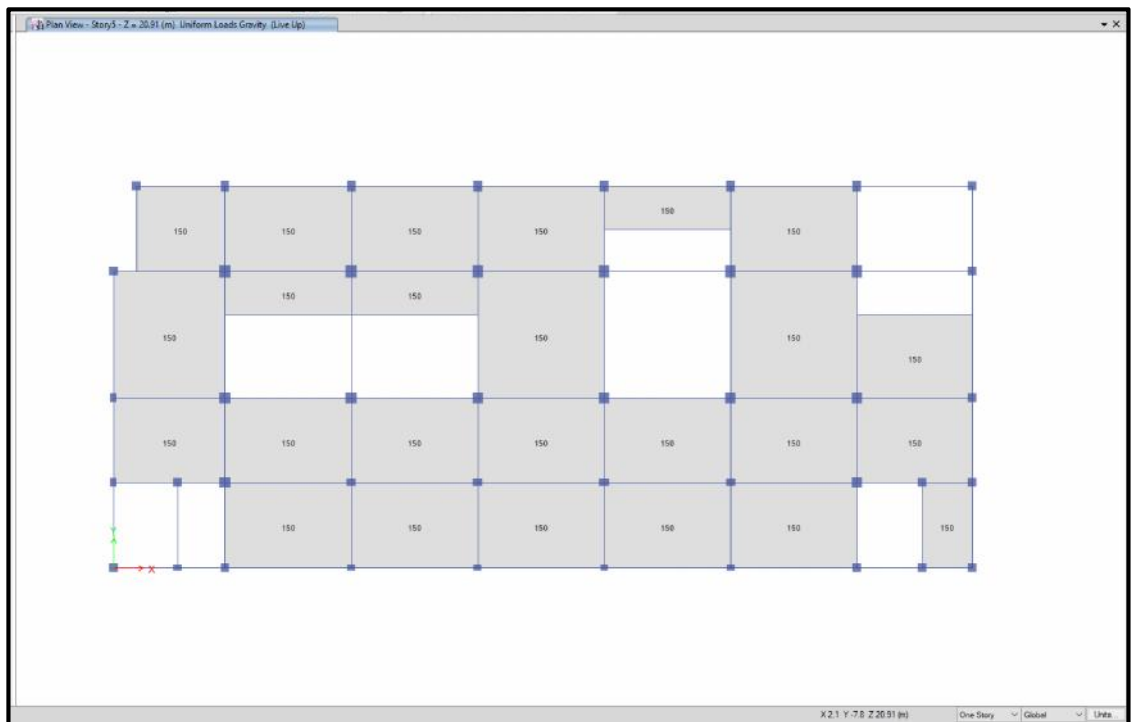 Plan View - Story5 - Z = 20.91 (m) Uniform Loads Gravity (Live Up)
150
150 150 150 150 150
150 150
150 150 150
150
150 150 150 150 150 150 150
150 150 150 150 150 150
Y
X
X 2.1 Y -7.8 Z 20.91 (m) One Story Global Units...